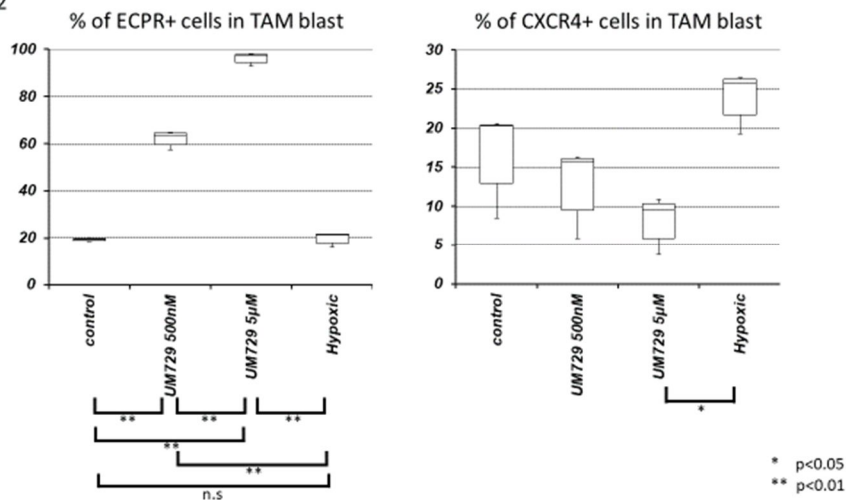 2
% of ECPR+ cells in TAM blast
100
80
60
40
20
0
control
UM729 500nM
UM729 5µM
Hypoxic
**
**
**
**
**
n.s
% of CXCR4+ cells in TAM blast
30
25
20
15
10
5
0
control
UM729 500nM
UM729 5µM
Hypoxic
*
* p<0.05
** p<0.01